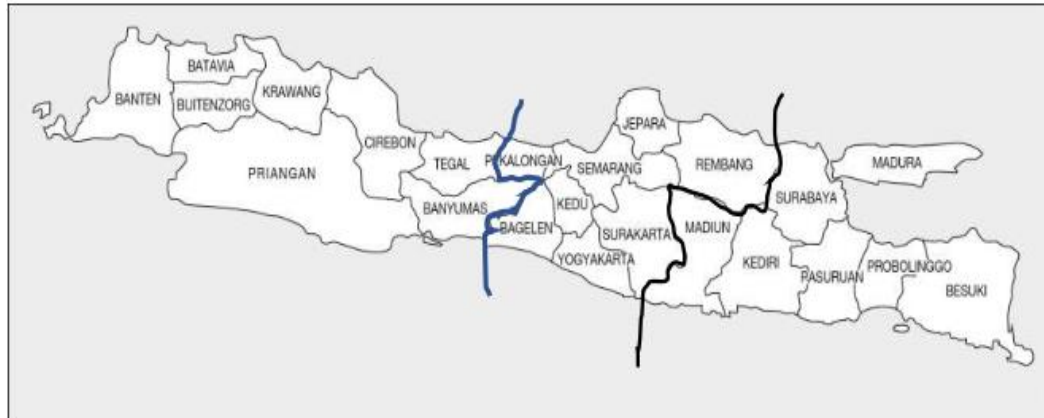 BATAVIA
BANTEN
BUITENZORG
KRAWANG
CIREBON
PRIANGAN
TEGAL
PEKALONGAN
BANYUMAS
BAGELEN
KEDU
SEMARANG
JEPARA
REMBANG
SURAKARTA
YOGYAKARTA
MADIUN
SURABAYA
MADURA
KEDIRI
PASURUAN
PROBOLINGGO
BESUKI